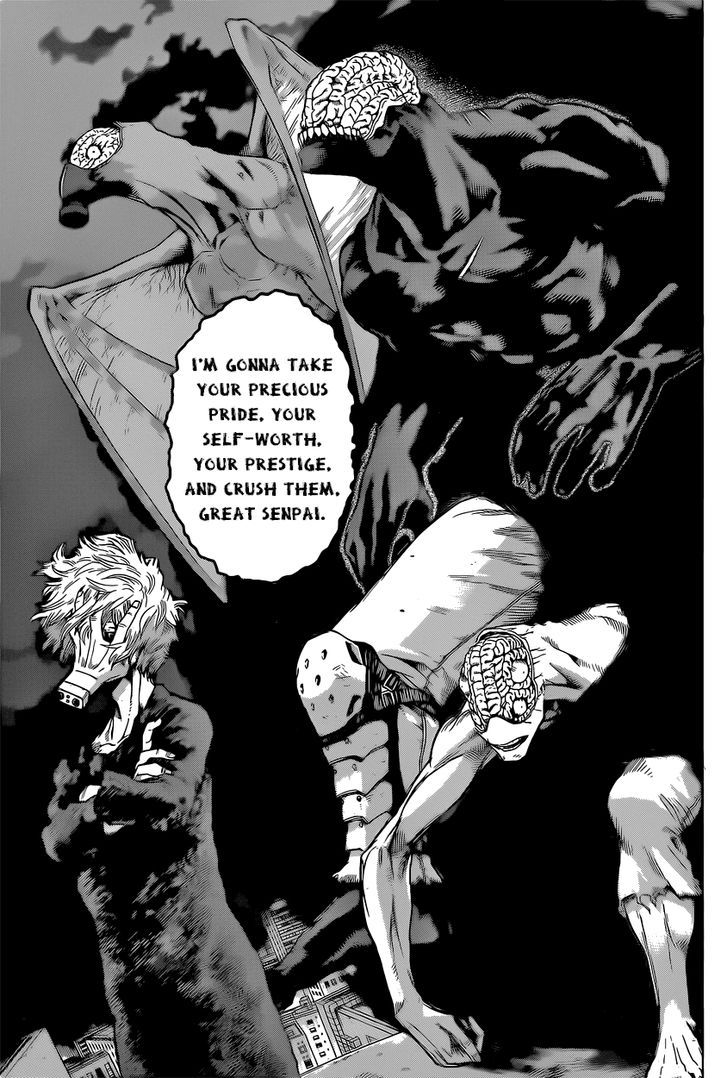 I'M GONNA TAKE
YOUR PRECIOUS
PRIDE, YOUR
SELF-WORTH,
YOUR PRESTIGE,
AND CRUSH THEM,
GREAT SENPAI.